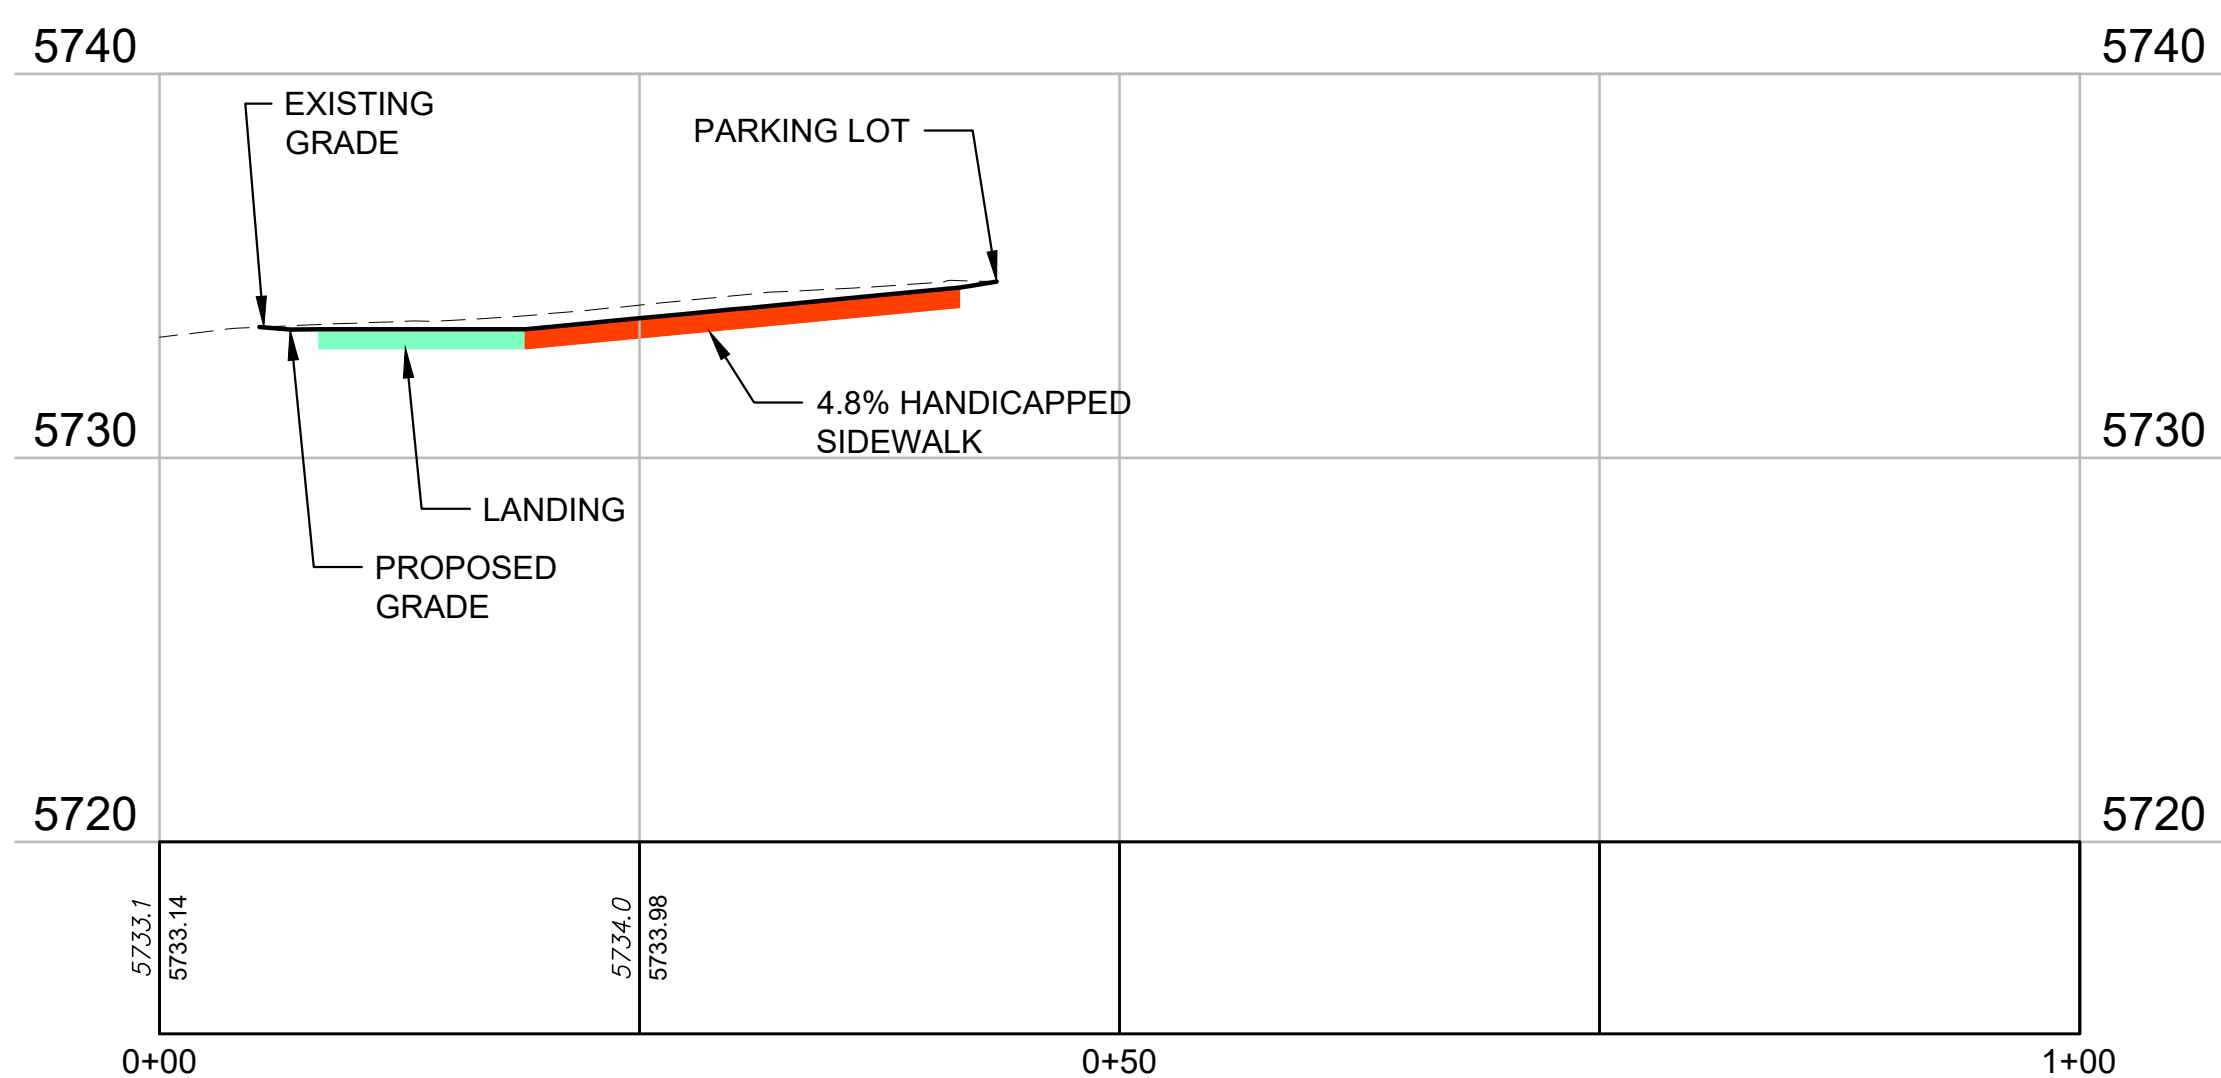 5740
5740
EXISTING
GRADE
PARKING LOT
4.8% HANDICAPPED
SIDEWALK
5730
5730
LANDING
PROPOSED
GRADE
5720
5720
5733.1
5733.14
5734.0
5733.98
0+00
0+50
1+00